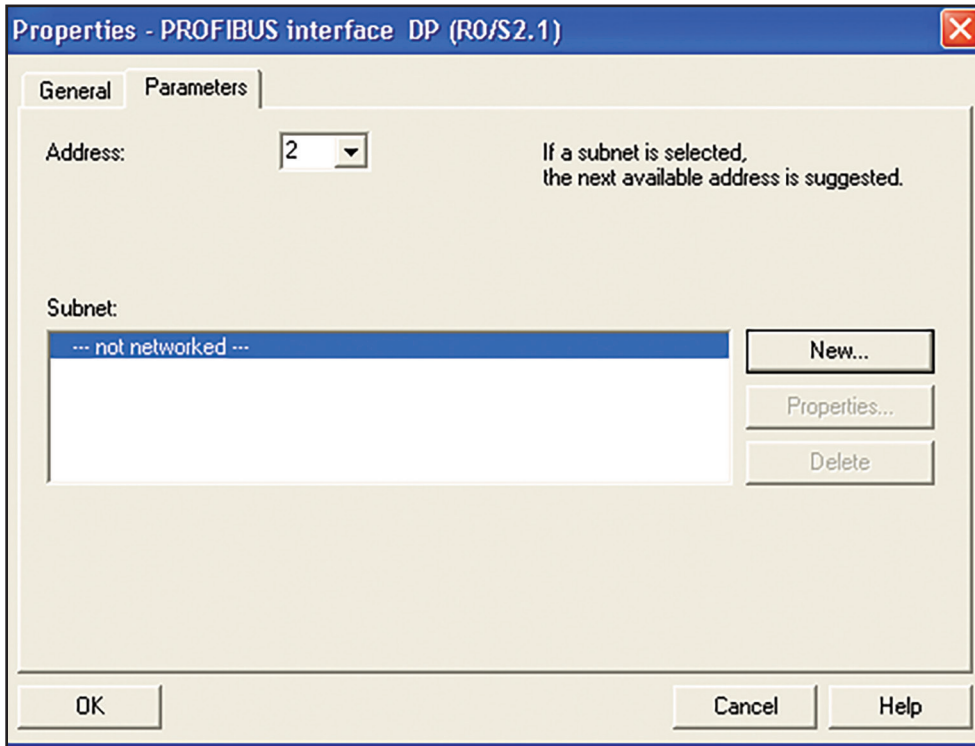 Properties - PROFIBUS interface DP (R0/S2.1)
General Parameters
Address: 2
If a subnet is selected,
the next available address is suggested.
Subnet:
--- not networked ---
New...
Properties...
Delete
OK Cancel Help